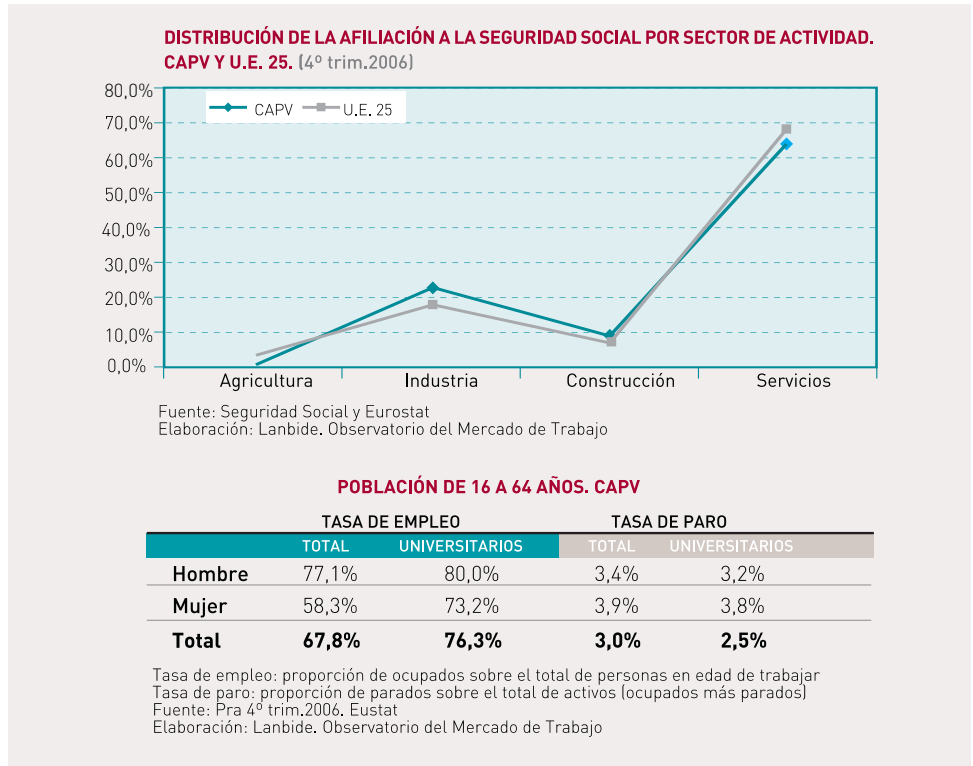 DISTRIBUCIÓN DE LA AFILIACIÓN A LA SEGURIDAD SOCIAL POR SECTOR DE ACTIVIDAD.
CAPV Y U.E. 25. (4º trim.2006)
80,0%
CAPV U.E. 25
70,0%
60,0%
50,0%
40,0%
30,0%
20,0%
10,0%
0,0%
Agricultura Industria Construcción Servicios
Fuente: Seguridad Social y Eurostat
Elaboración: Lanbide. Observatorio del Mercado de Trabajo
POBLACIÓN DE 16 A 64 AÑOS. CAPV
TASA DE EMPLEO TASA DE PARO
TOTAL UNIVERSITARIOS TOTAL UNIVERSITARIOS
Hombre 77,1% 80,0% 3,4% 3,2%
Mujer 58,3% 73,2% 3,9% 3,8%
Total 67,8% 76,3% 3,0% 2,5%
Tasa de empleo: proporción de ocupados sobre el total de personas en edad de trabajar
Tasa de paro: proporción de parados sobre el total de activos (ocupados más parados)
Fuente: Pra 4º trim.2006. Eustat
Elaboración: Lanbide. Observatorio del Mercado de Trabajo